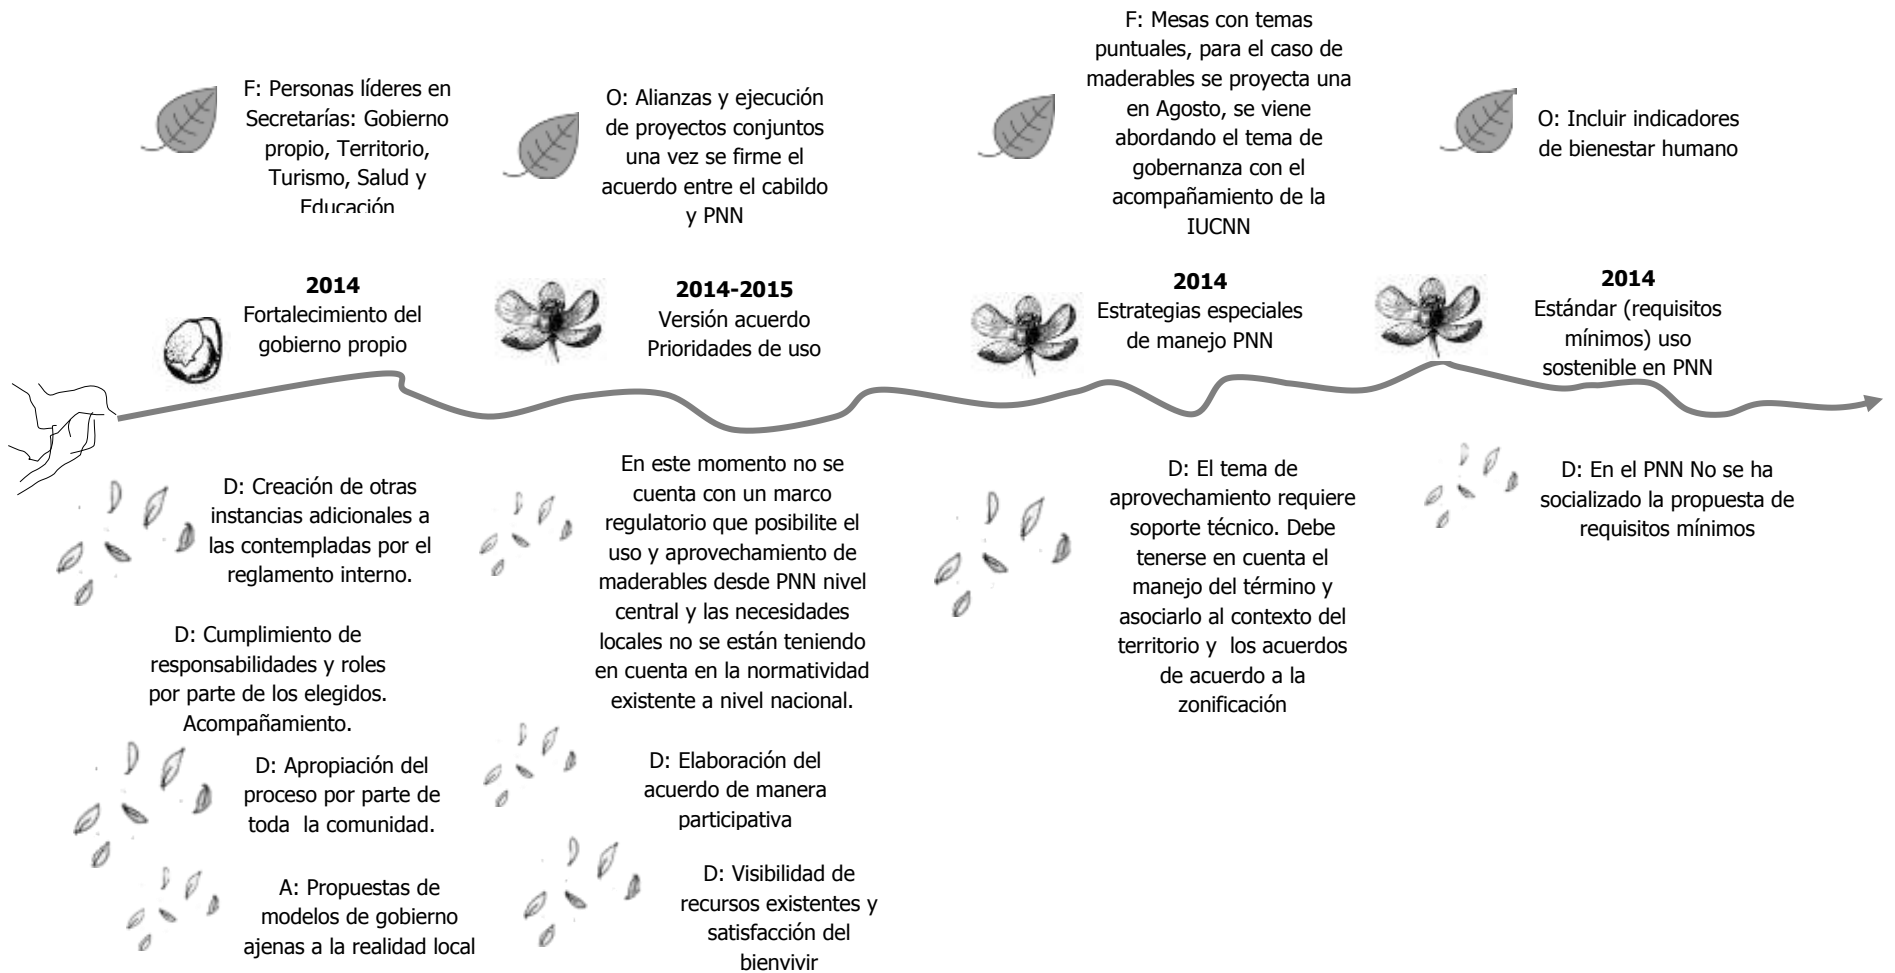 F: Personas líderes en
Secretarías: Gobierno
propio, Territorio,
Turismo, Salud y
Educación
O: Alianzas y ejecución
de proyectos conjuntos
una vez se firme el
acuerdo entre el cabildo
y PNN
F: Mesas con temas
puntuales, para el caso de
maderables se proyecta una
en Agosto, se viene
abordando el tema de
gobernanza con el
acompañamiento de la
IUCNN
O: Incluir indicadores
de bienestar humano
2014
Fortalecimiento del
gobierno propio
2014-2015
Versión acuerdo
Prioridades de uso
2014
Estrategias especiales
de manejo PNN
2014
Estándar (requisitos
mínimos) uso
sostenible en PNN
D: Creación de otras
instancias adicionales a
las contempladas por el
reglamento interno.
D: Cumplimiento de
responsabilidades y roles
por parte de los elegidos.
Acompañamiento.
D: Apropiación del
proceso por parte de
toda  la comunidad.
A: Propuestas de
modelos de gobierno
ajenas a la realidad local
En este momento no se
cuenta con un marco
regulatorio que posibilite el
uso y aprovechamiento de
maderables desde PNN nivel
central y las necesidades
locales no se están teniendo
en cuenta en la normatividad
existente a nivel nacional.
D: Elaboración del
acuerdo de manera
participativa
D: Visibilidad de
recursos existentes y
satisfacción del
bienvivir
D: El tema de
aprovechamiento requiere
soporte técnico. Debe
tenerse en cuenta el
manejo del término y
asociarlo al contexto del
territorio y  los acuerdos
de acuerdo a la
zonificación
D: En el PNN No se ha
socializado la propuesta de
requisitos mínimos